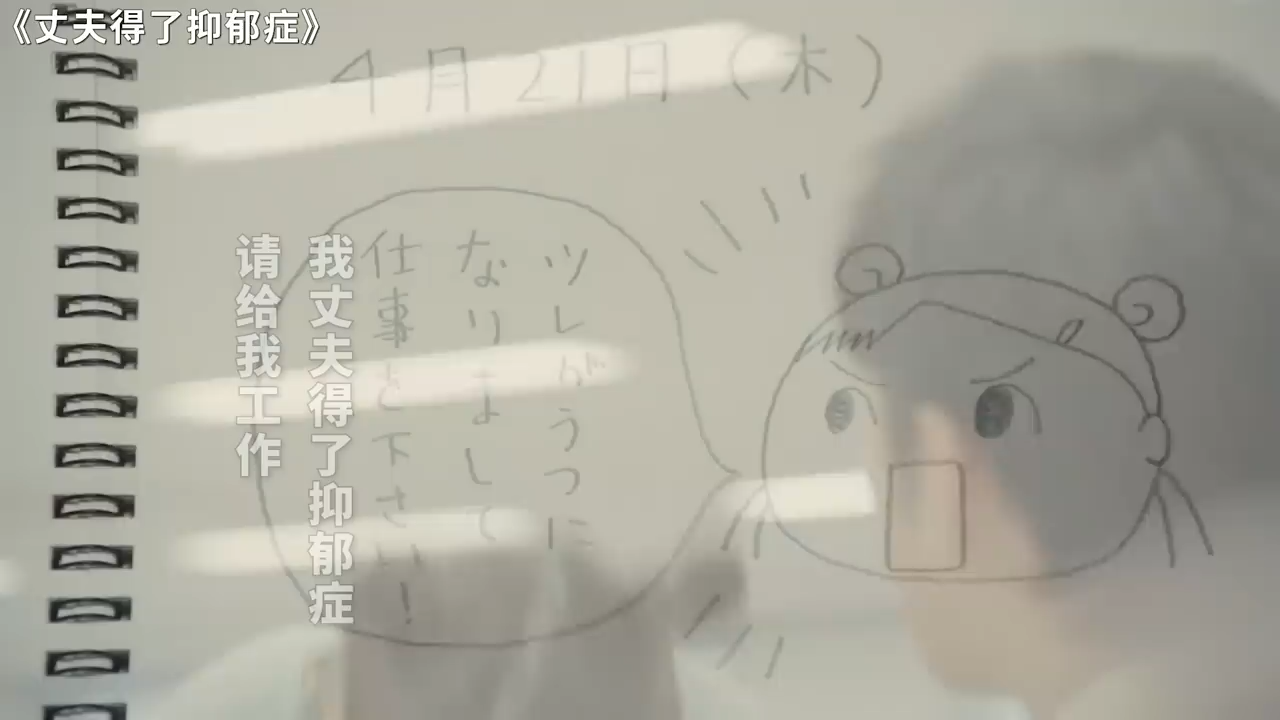 《丈夫得了抑郁症》
4月21日（木）
ツレがうつに
なりまして
仕事を下さい！
我丈夫得了抑郁症
请给我工作